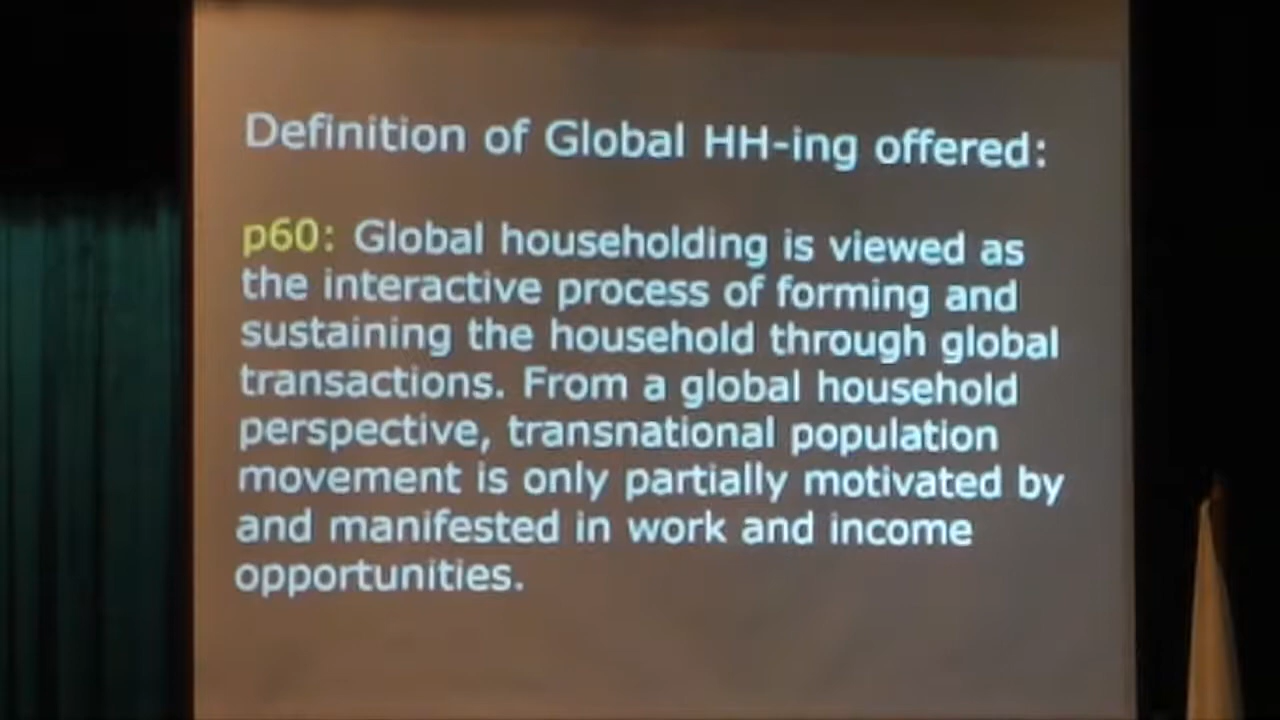 Definition of Global HH-ing offered:
p60: Global householding is viewed as
the interactive process of forming and
sustaining the household through global
transactions. From a global household
perspective, transnational population
movement is only partially motivated by
and manifested in work and income
opportunities.